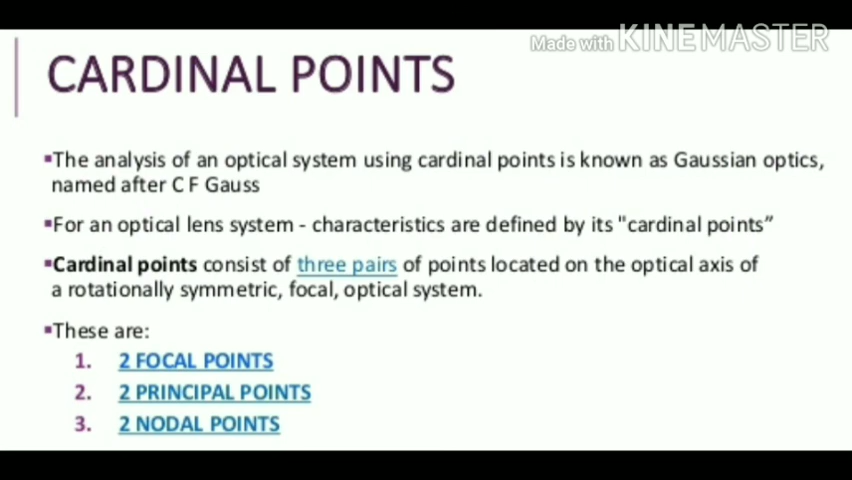 Made with KINEMASTER
CARDINAL POINTS
▪The analysis of an optical system using cardinal points is known as Gaussian optics,
named after C F Gauss
▪For an optical lens system - characteristics are defined by its "cardinal points”
▪Cardinal points consist of three pairs of points located on the optical axis of
a rotationally symmetric, focal, optical system.
▪These are:
1. 2 FOCAL POINTS
2. 2 PRINCIPAL POINTS
3. 2 NODAL POINTS